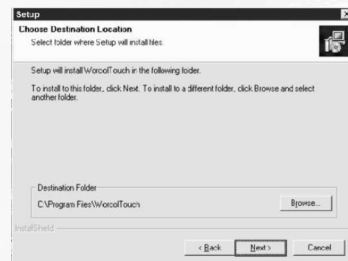 Setup
Choose Destination Location
Select folder where Setup will install files.
Setup will install WorcolTouch in the following folder.
To install to this folder, click Next. To install to a different folder, click Browse and select
another folder.
Destination Folder
C:\Program Files\WorcolTouch
Browse...
InstallShield
< Back
Next >
Cancel